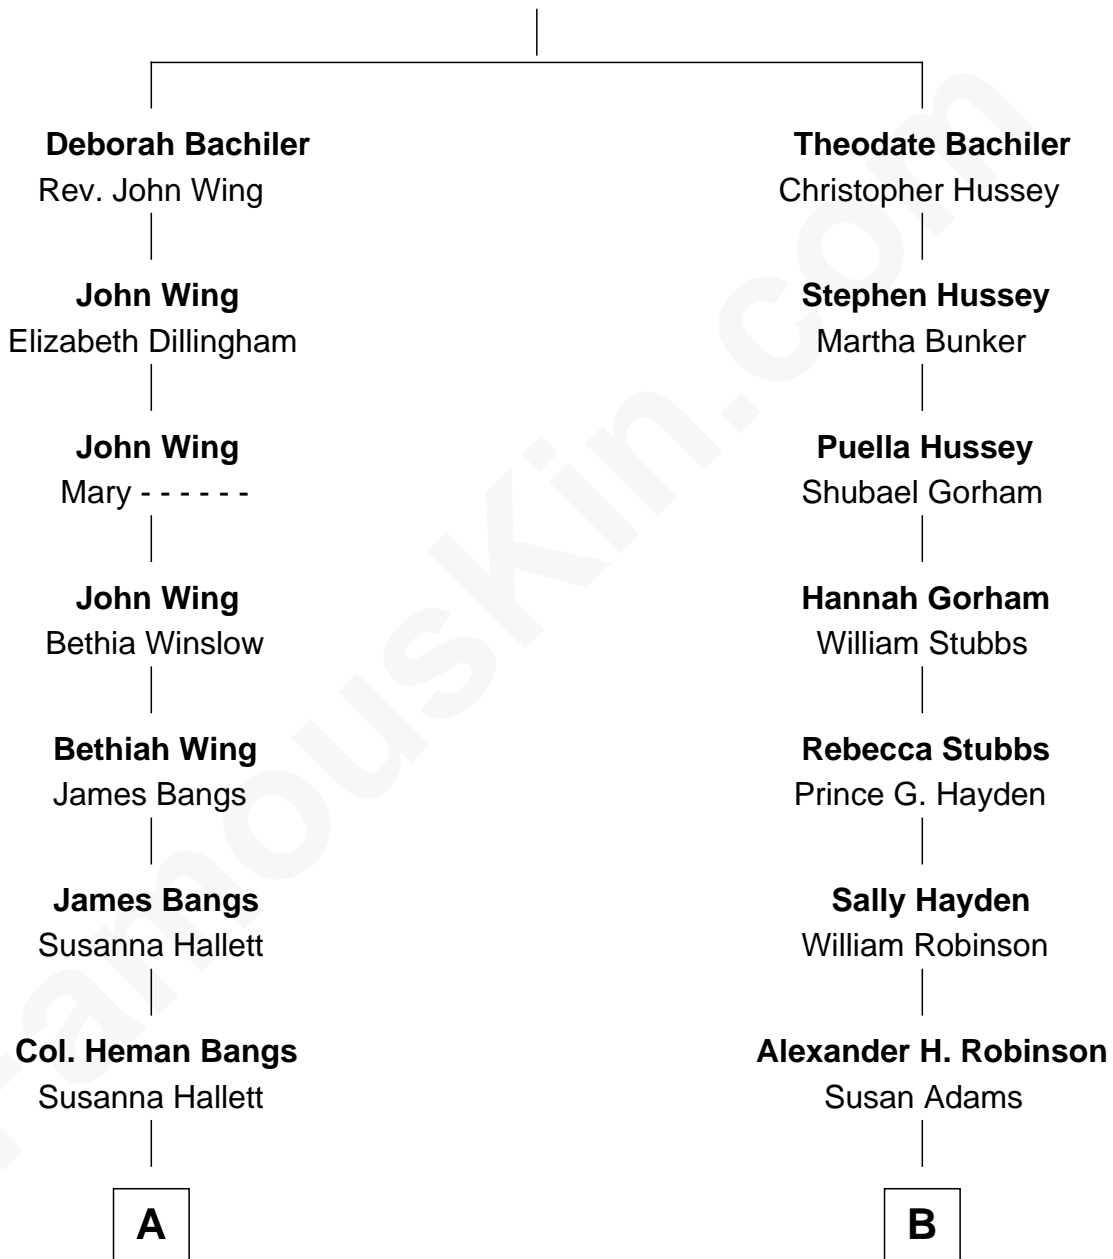 Deborah Bachiler
Rev. John Wing
John Wing
Elizabeth Dillingham
John Wing
Mary - - - - - -
John Wing
Bethia Winslow
Bethiah Wing
James Bangs
James Bangs
Susanna Hallett
Col. Heman Bangs
Susanna Hallett
A
Theodate Bachiler
Christopher Hussey
Stephen Hussey
Martha Bunker
Puella Hussey
Shubael Gorham
Hannah Gorham
William Stubbs
Rebecca Stubbs
Prince G. Hayden
Sally Hayden
William Robinson
Alexander H. Robinson
Susan Adams
B
FamousKin.com